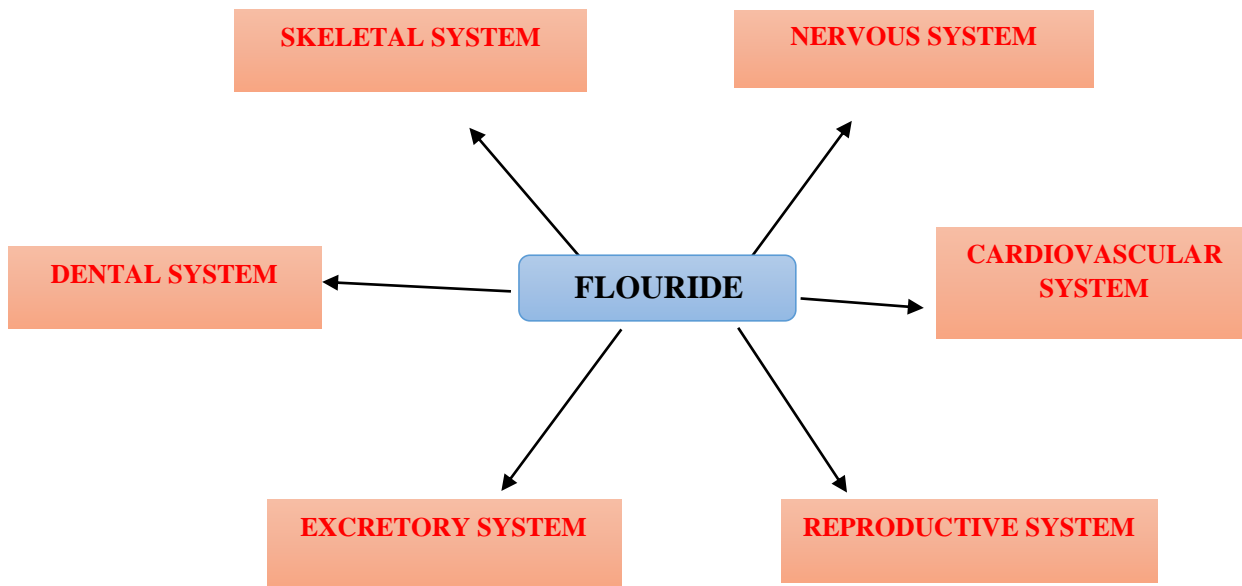 SKELETAL SYSTEM
NERVOUS SYSTEM
DENTAL SYSTEM
FLOURIDE
CARDIOVASCULAR
SYSTEM
EXCRETORY SYSTEM
REPRODUCTIVE SYSTEM